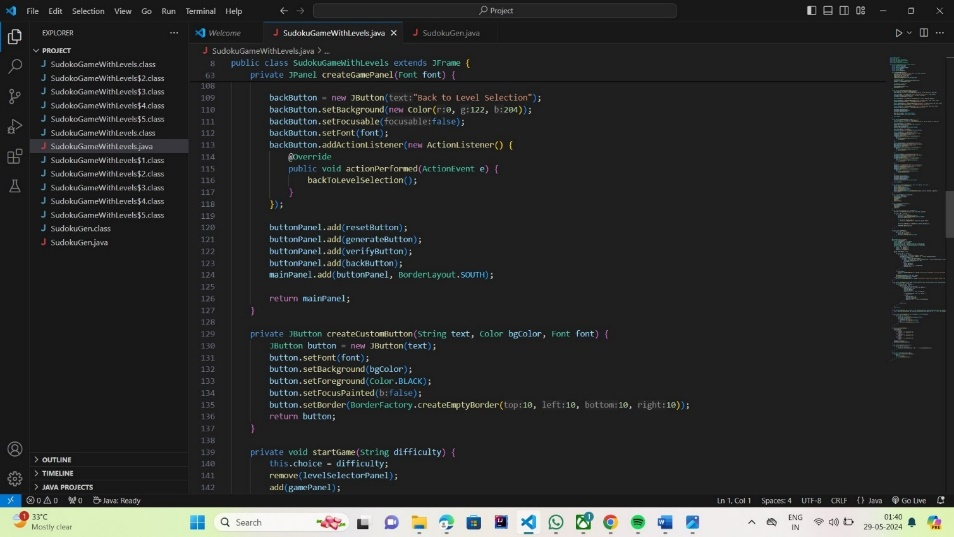 File Edit Selection View Go Run Terminal Help
Project
EXPLORER
PROJECT
SudokuGameWithLevels.class
SudokuGameWithLevels$2.class
SudokuGameWithLevels$3.class
SudokuGameWithLevels$4.class
SudokuGameWithLevels$5.class
SudokuGameWithLevels.class
SudokuGameWithLevels.java
SudokuGameWithLevels$1.class
SudokuGameWithLevels$2.class
SudokuGameWithLevels$3.class
SudokuGameWithLevels$4.class
SudokuGameWithLevels$5.class
SudokuGen.class
SudokuGen.java
OUTLINE
TIMELINE
JAVA PROJECTS
Welcome SudokuGameWithLevels.java SudokuGen.java
SudokuGameWithLevels.java > ...
8 public class SudokuGameWithLevels extends JFrame {
63 private JPanel createGamePanel(Font font) {
108
109 backButton = new JButton(text:"Back to Level Selection");
110 backButton.setBackground(new Color(r:0, g:122, b:204));
111 backButton.setFocusable(focusable:false);
112 backButton.setFont(font);
113 backButton.addActionListener(new ActionListener() {
114 @Override
115 public void actionPerformed(ActionEvent e) {
116 backToLevelSelection();
117 }
118 });
119
120 buttonPanel.add(resetButton);
121 buttonPanel.add(generateButton);
122 buttonPanel.add(verifyButton);
123 buttonPanel.add(backButton);
124 mainPanel.add(buttonPanel, BorderLayout.SOUTH);
125
126 return mainPanel;
127 }
128
129 private JButton createCustomButton(String text, Color bgColor, Font font) {
130 JButton button = new JButton(text);
131 button.setFont(font);
132 button.setBackground(bgColor);
133 button.setForeground(Color.BLACK);
134 button.setFocusPainted(b:false);
135 button.setBorder(BorderFactory.createEmptyBorder(top:10, left:10, bottom:10, right:10));
136 return button;
137 }
138
139 private void startGame(String difficulty) {
140 this.choice = difficulty;
141 remove(levelSelectorPanel);
142 add(gamePanel);
0 0 0 Java: Ready Ln 1, Col 1 Spaces: 4 UTF-8 CRLF {} Java Go Live
33°C
Mostly clear
Search
1
ENG
IN
01:40
29-05-2024